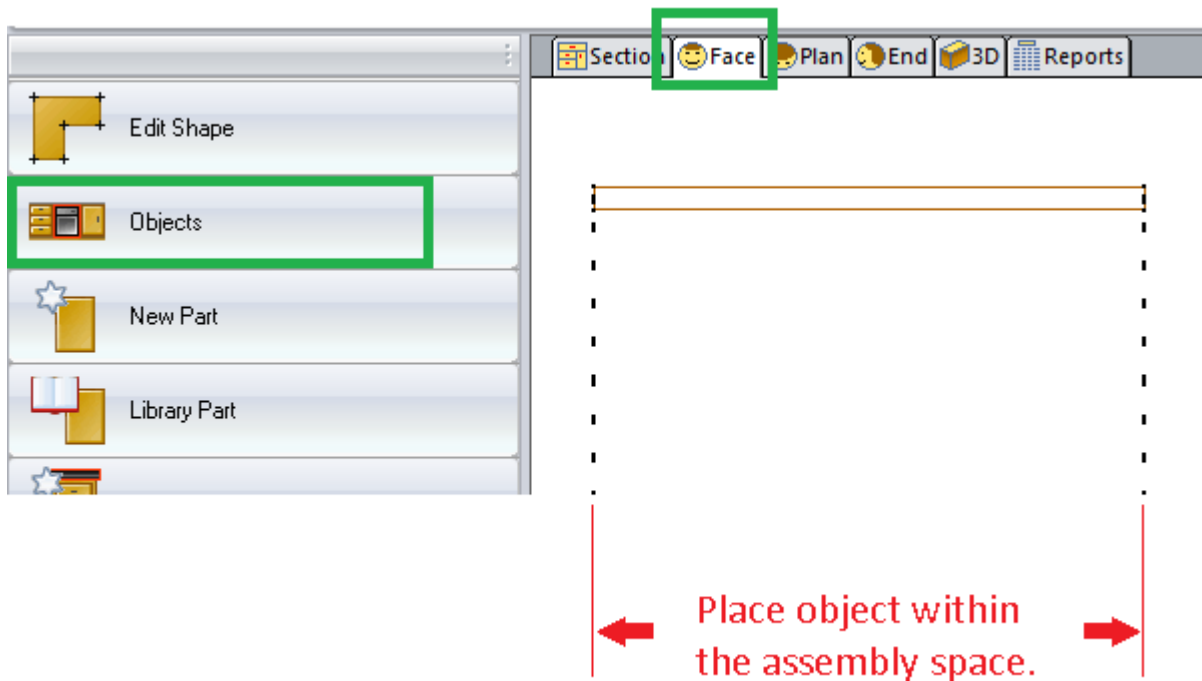 Section Face Plan End 3D Reports
Edit Shape
Objects
New Part
Library Part
Place object within
the assembly space.